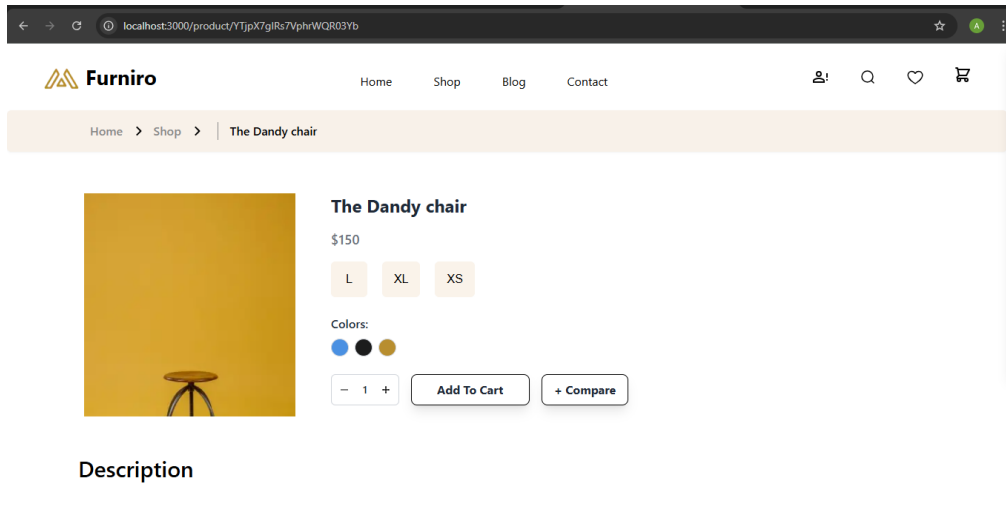 localhost:3000/product/YTjpX7gIRs7VphrWQR03Yb
A
Furniro
Home Shop Blog Contact
Home > Shop > The Dandy chair
The Dandy chair
$150
L XL XS
Colors:
− 1 + Add To Cart + Compare
Description